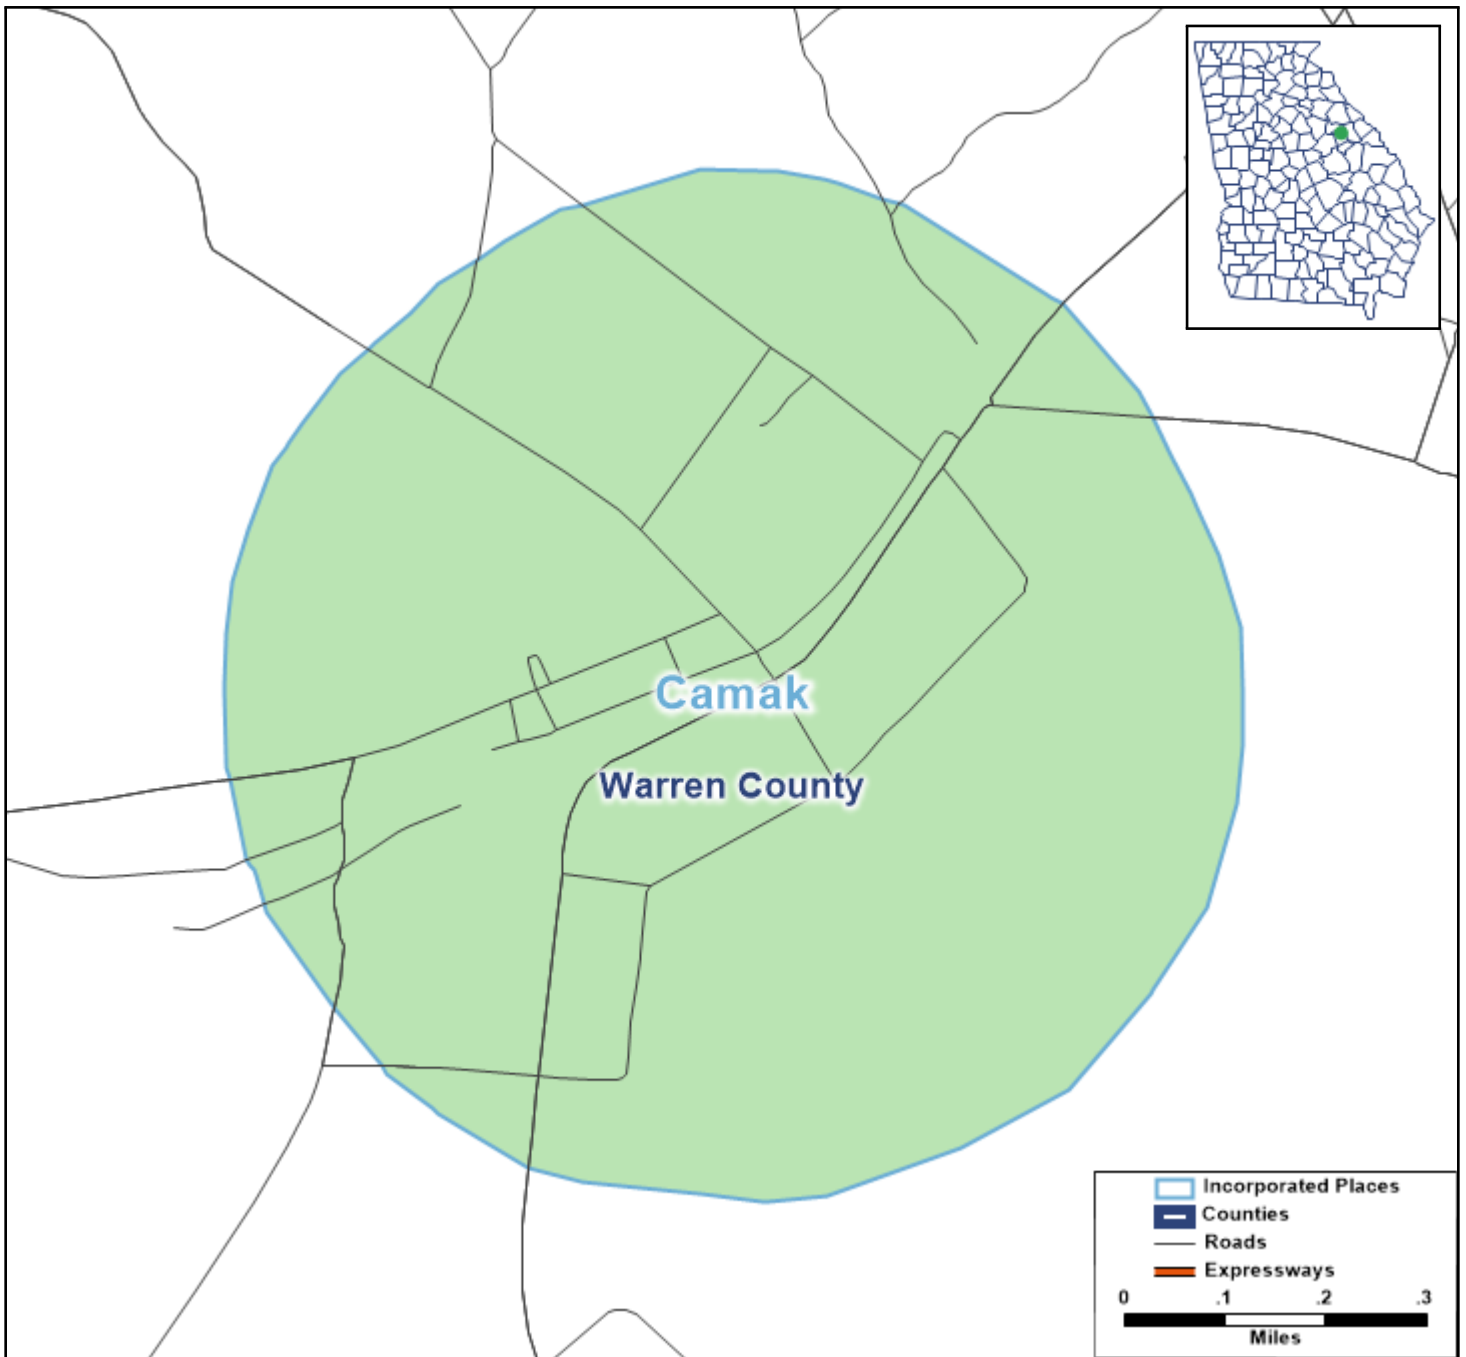 Camak
Warren County
Incorporated Places
Counties
Roads
Expressways
0 .1 .2 .3
Miles